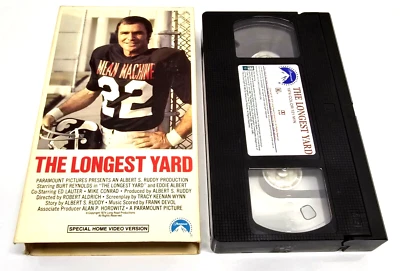 MEAN MACHINE
22
THE LONGEST YARD
PARAMOUNT PICTURES PRESENTS AN ALBERT S. RUDDY PRODUCTION
Starring BURT REYNOLDS in "THE LONGEST YARD" and EDDIE ALBERT
Co-Starring ED LAUTER • MIKE CONRAD • Produced by ALBERT S. RUDDY
Directed by ROBERT ALDRICH • Screenplay by TRACY KEENAN WYNN
Story by ALBERT S. RUDDY • Music Scored by FRANK DEVOL
Associate Producer ALAN P. HOROWITZ • A PARAMOUNT PICTURE
SPECIAL HOME VIDEO VERSION
THE LONGEST YARD